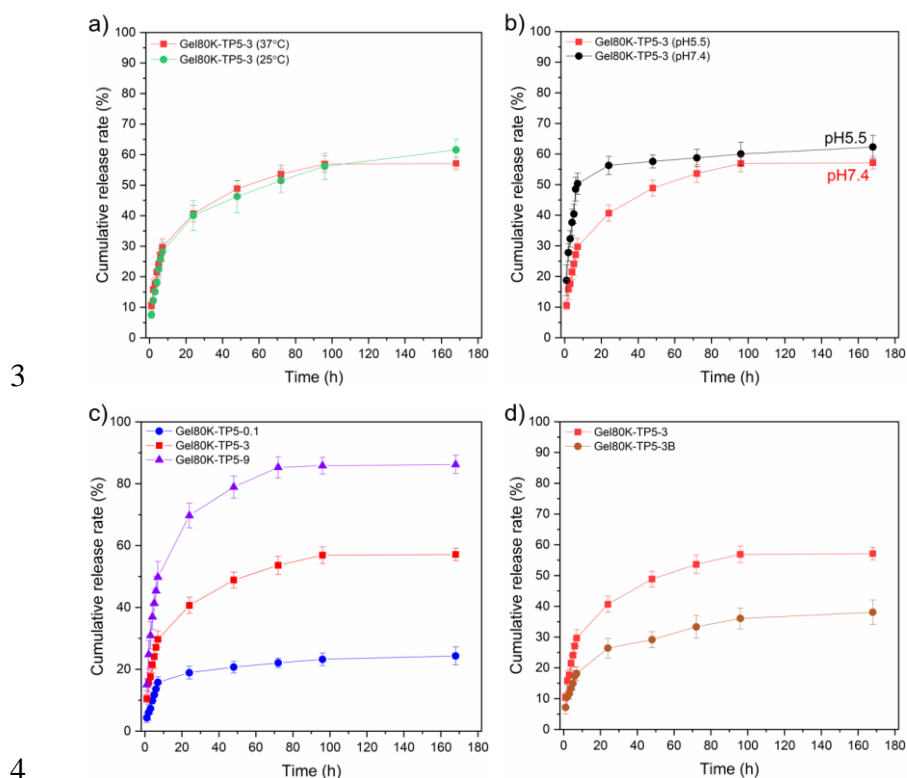 a)
Gel80K-TP5-3 (37°C)
Gel80K-TP5-3 (25°C)
Cumulative release rate (%)
100
90
80
70
60
50
40
30
20
10
0
0 20 40 60 80 100 120 140 160 180
Time (h)
b)
Gel80K-TP5-3 (pH5.5)
Gel80K-TP5-3 (pH7.4)
pH5.5
pH7.4
Cumulative release rate (%)
100
90
80
70
60
50
40
30
20
10
0
0 20 40 60 80 100 120 140 160 180
Time (h)
3
c)
Gel80K-TP5-0.1
Gel80K-TP5-3
Gel80K-TP5-9
Cumulative release rate (%)
100
80
60
40
20
0
0 20 40 60 80 100 120 140 160 180
Time (h)
d)
Gel80K-TP5-3
Gel80K-TP5-3B
Cumulative release rate (%)
100
90
80
70
60
50
40
30
20
10
0
0 20 40 60 80 100 120 140 160 180
Time (h)
4